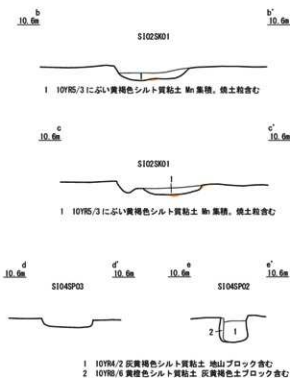 b b'
10.6m 10.6m
SI02SK01
1
1 10YR5/3 にぶい黄褐色シルト質粘土 Mn 集積。焼土粒含む
c c'
10.6m 10.6m
SI02SK01
1
1 10YR5/3 にぶい黄褐色シルト質粘土 Mn 集積。焼土粒含む
d d' e e'
10.6m 10.6m 10.6m 10.6m
SI04SP03 SI04SP02
2 1
1 10YR4/2 灰黄褐色シルト質粘土 地山ブロック含む
2 10YR8/6 黄橙色シルト質粘土 灰黄褐色土ブロック含む